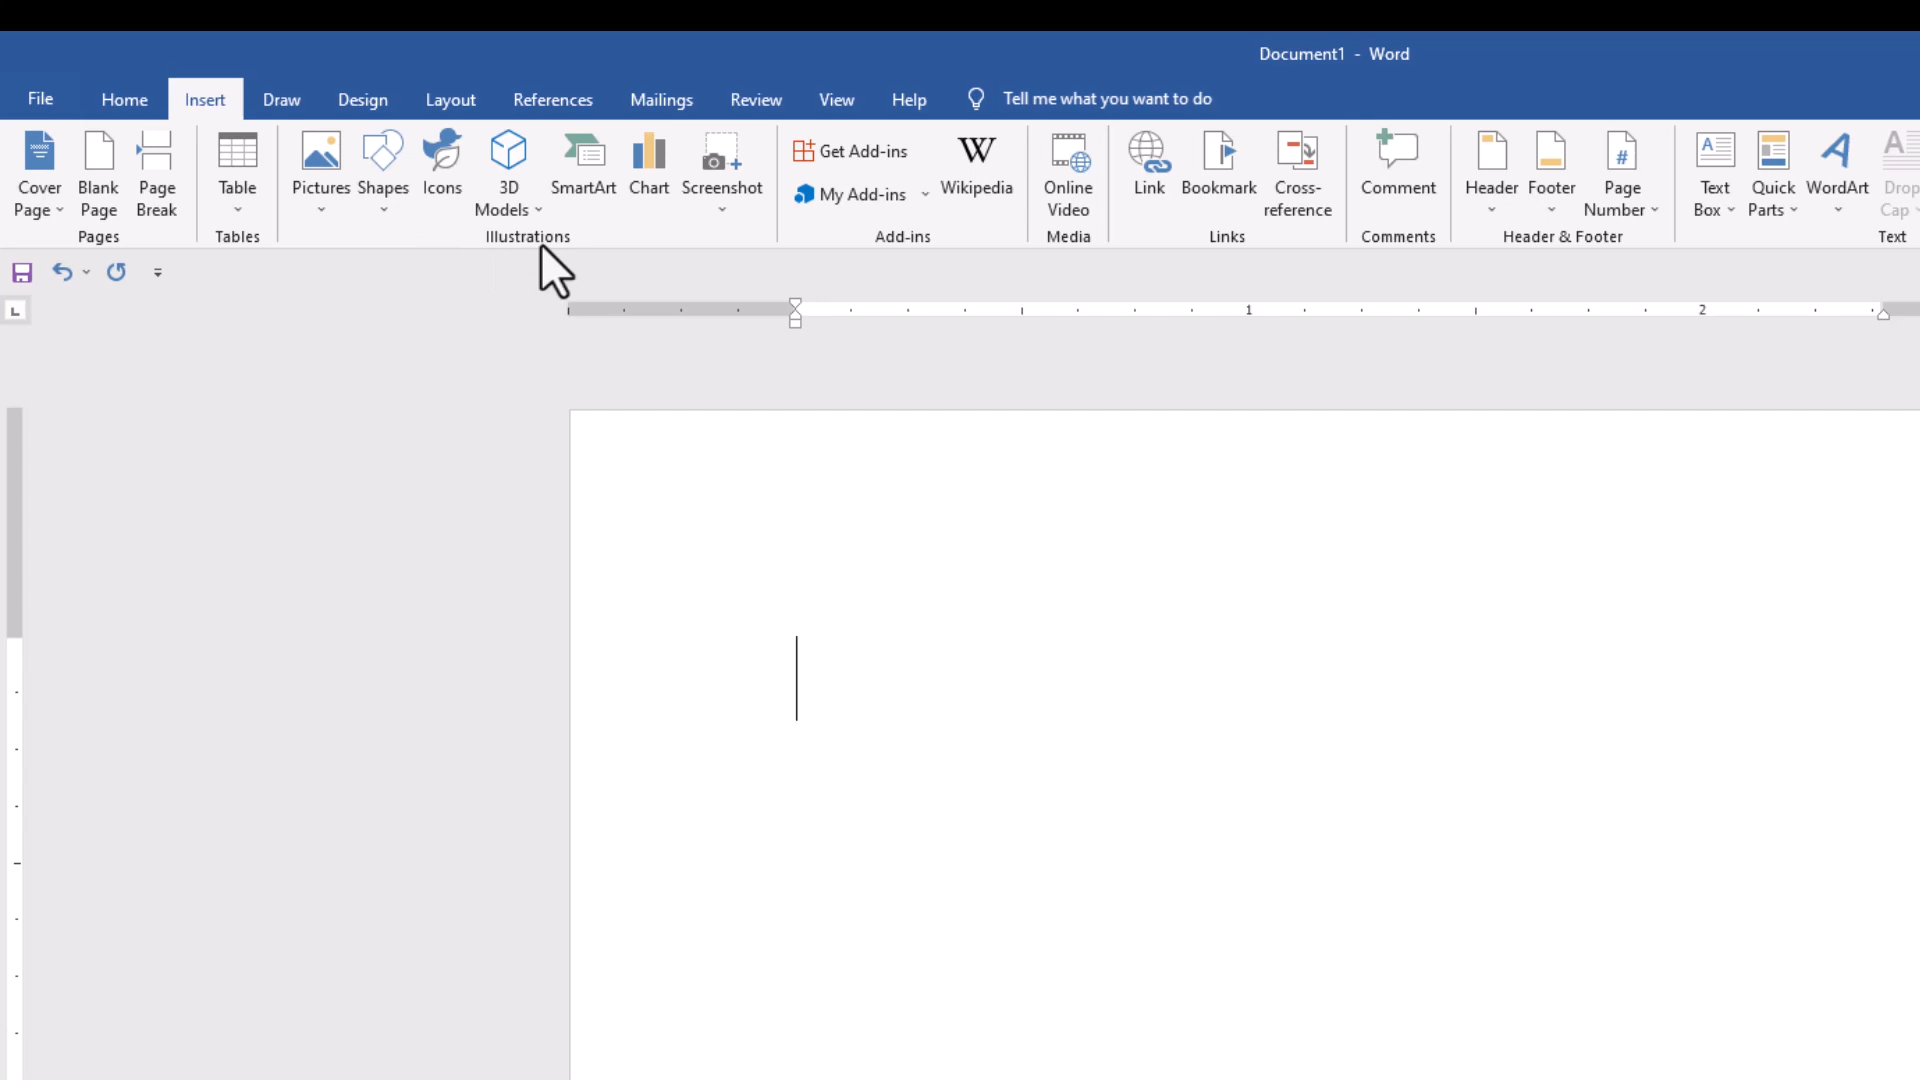 Document1 - Word
File Home Insert Draw Design Layout References Mailings Review View Help Tell me what you want to do
Cover Page
Blank Page
Page Break
Pages
Table
Tables
Pictures
Shapes
Icons
3D Models
SmartArt
Chart
Screenshot
Illustrations
Get Add-ins
My Add-ins
W
Wikipedia
Add-ins
Online Video
Media
Link
Bookmark
Cross-reference
Links
Comment
Comments
Header
Footer
#
Page Number
Header & Footer
A
Text Box
Quick Parts
A
WordArt
A
Drop Cap
Text
L
1 2